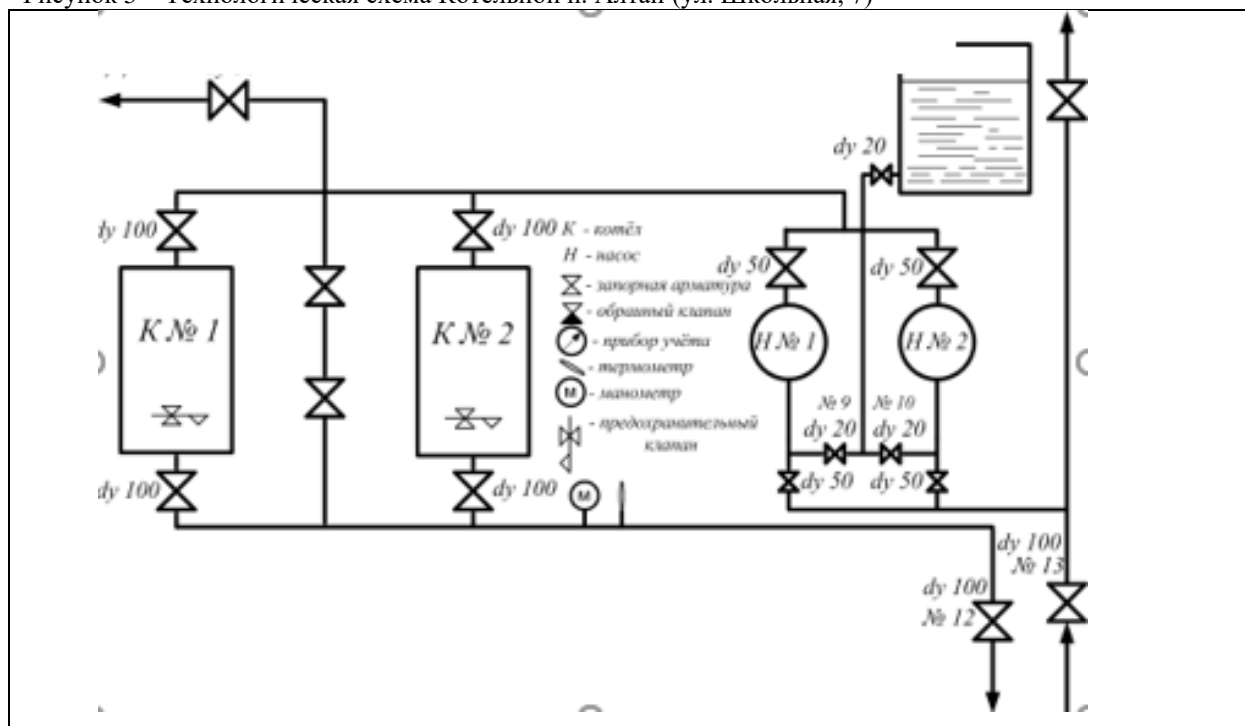 Рисунок 3 – Технологическая схема Котельной п. Алтан (ул. Школьная, 7)
dy 20
dy 100
dy 100
К - котёл
Н - насос
- запорная арматура
- обратный клапан
- прибор учёта
- термометр
М
- манометр
- предохранительный
клапан
К № 1
К № 2
dy 50
dy 50
Н № 1
Н № 2
№ 9
№ 10
dy 20
dy 20
dy 100
dy 100
М
dy 50
dy 50
dy 100
№ 13
dy 100
№ 12